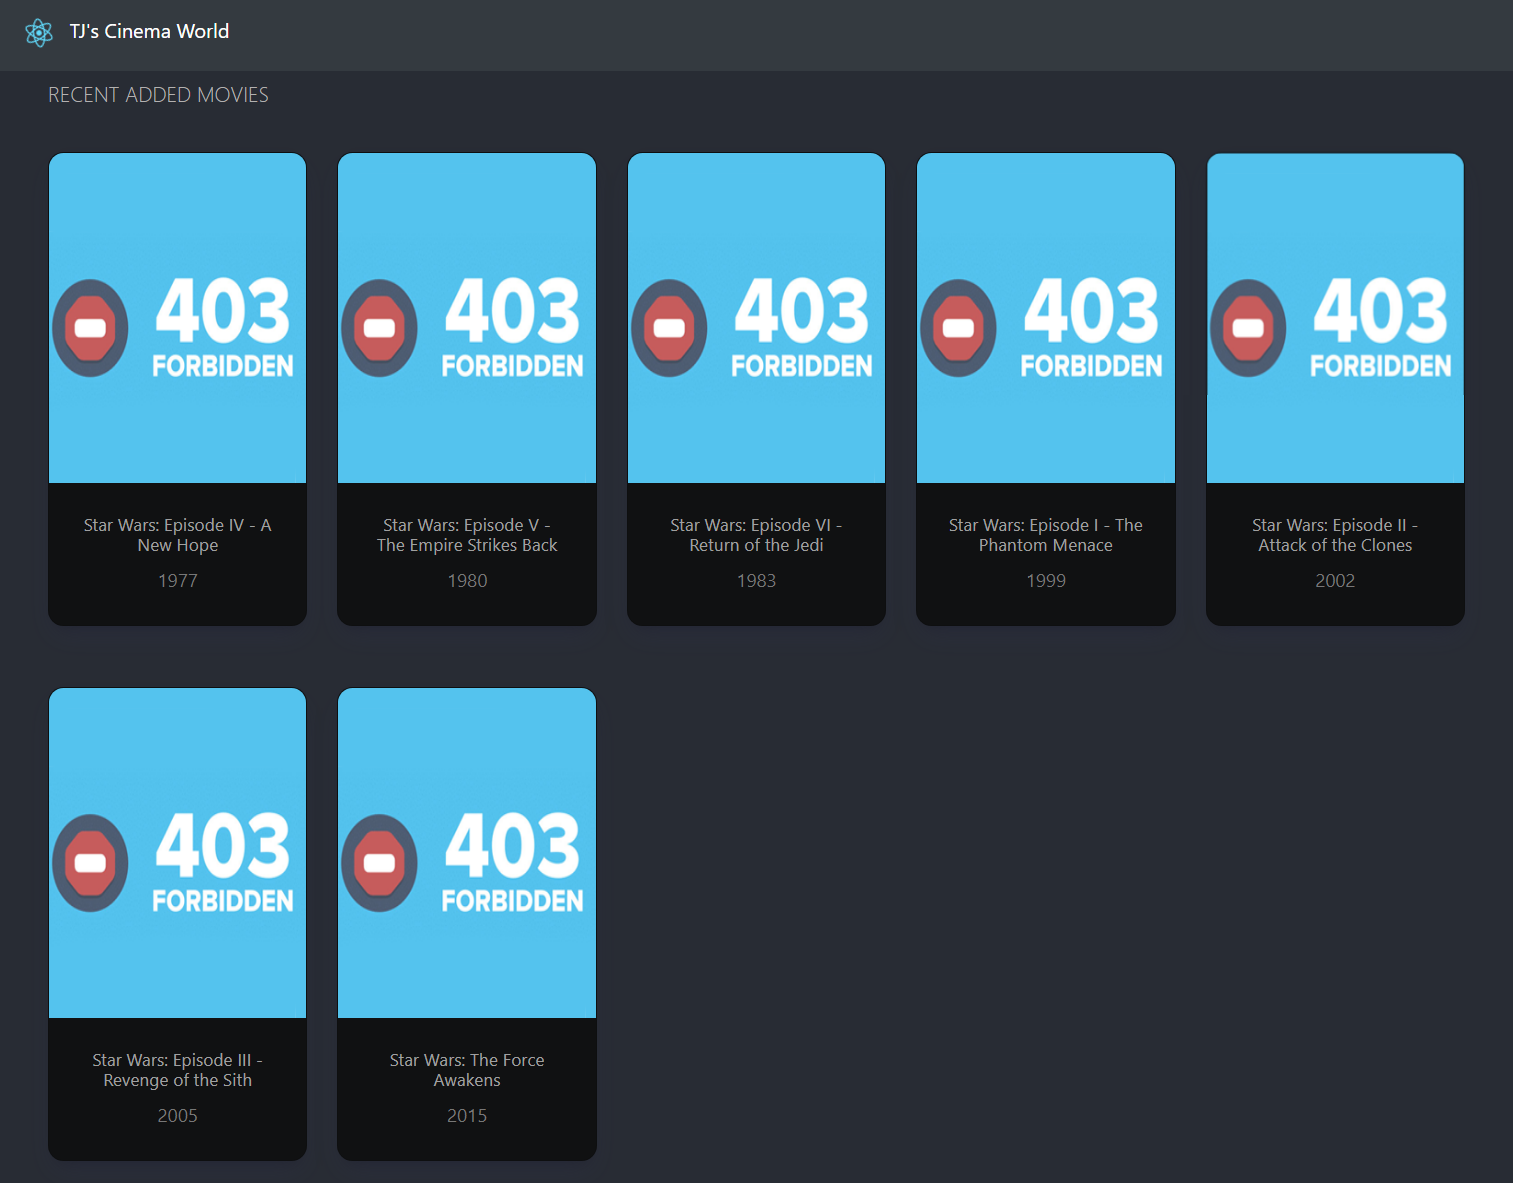 TJ's Cinema World
RECENT ADDED MOVIES
403
FORBIDDEN
Star Wars: Episode IV - A
New Hope
1977
403
FORBIDDEN
Star Wars: Episode V -
The Empire Strikes Back
1980
403
FORBIDDEN
Star Wars: Episode VI -
Return of the Jedi
1983
403
FORBIDDEN
Star Wars: Episode I - The
Phantom Menace
1999
403
FORBIDDEN
Star Wars: Episode II -
Attack of the Clones
2002
403
FORBIDDEN
Star Wars: Episode III -
Revenge of the Sith
2005
403
FORBIDDEN
Star Wars: The Force
Awakens
2015